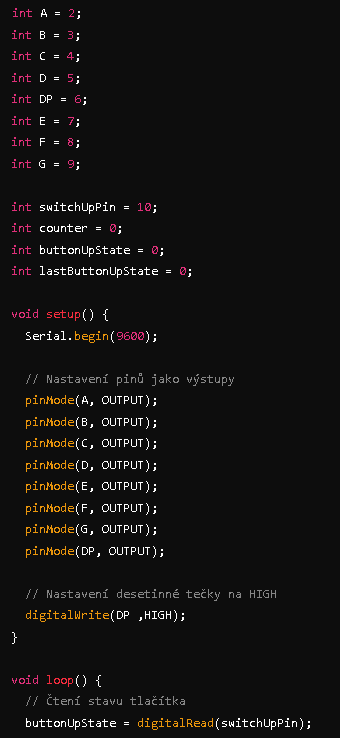 int A = 2;
int B = 3;
int C = 4;
int D = 5;
int DP = 6;
int E = 7;
int F = 8;
int G = 9;

int switchUpPin = 10;
int counter = 0;
int buttonUpState = 0;
int lastButtonUpState = 0;

void setup() {
  Serial.begin(9600);

  // Nastavení pinů jako výstupy
  pinMode(A, OUTPUT);
  pinMode(B, OUTPUT);
  pinMode(C, OUTPUT);
  pinMode(D, OUTPUT);
  pinMode(E, OUTPUT);
  pinMode(F, OUTPUT);
  pinMode(G, OUTPUT);
  pinMode(DP, OUTPUT);

  // Nastavení desetinné tečky na HIGH
  digitalWrite(DP ,HIGH);
}

void loop() {
  // Čtení stavu tlačítka
  buttonUpState = digitalRead(switchUpPin);